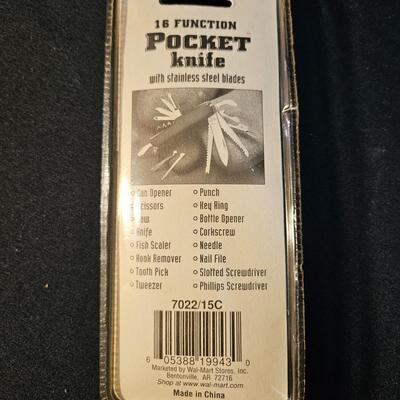 16 FUNCTION
POCKET™
knife
with stainless steel blades
Can Opener
Scissors
Saw
Knife
Fish Scaler
Hook Remover
Tooth Pick
Tweezer
Punch
Key Ring
Bottle Opener
Corkscrew
Needle
Nail File
Slotted Screwdriver
Phillips Screwdriver
7022/15C
6 05388 19943 0
Marketed by Wal-Mart Stores, Inc.
Bentonville, AR 72716
Shop at www.wal-mart.com
Made in China